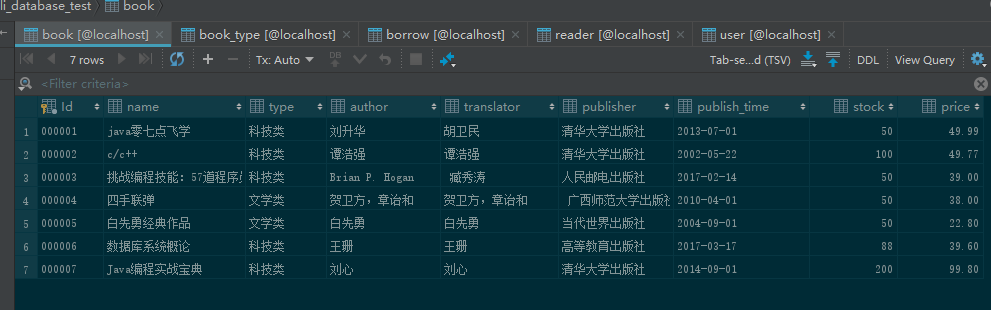 li_database_test〉 book〉
book [@localhost] × book_type [@localhost] × borrow [@localhost] × reader [@localhost] × user [@localhost] ×
7 rows Tx: Auto DB Tab-se...d (TSV) DDL View Query
<Filter criteria>
Id name type author translator publisher publish_time stock price
1 000001 java零七点飞学 科技类 刘升华 胡卫民 清华大学出版社 2013-07-01 50 49.99
2 000002 c/c++ 科技类 谭浩强 谭浩强 清华大学出版社 2002-05-22 100 49.77
3 000003 挑战编程技能: 57道程序员 科技类 Brian P. Hogan 臧秀涛 人民邮电出版社 2017-02-14 50 39.00
4 000004 四手联弹 文学类 贺卫方，章诒和 贺卫方，章诒和 广西师范大学出版社 2010-04-01 50 38.00
5 000005 白先勇经典作品 文学类 白先勇 白先勇 当代世界出版社 2004-09-01 50 22.80
6 000006 数据库系统概论 科技类 王珊 王珊 高等教育出版社 2017-03-17 88 39.60
7 000007 Java编程实战宝典 科技类 刘心 刘心 清华大学出版社 2014-09-01 200 99.80